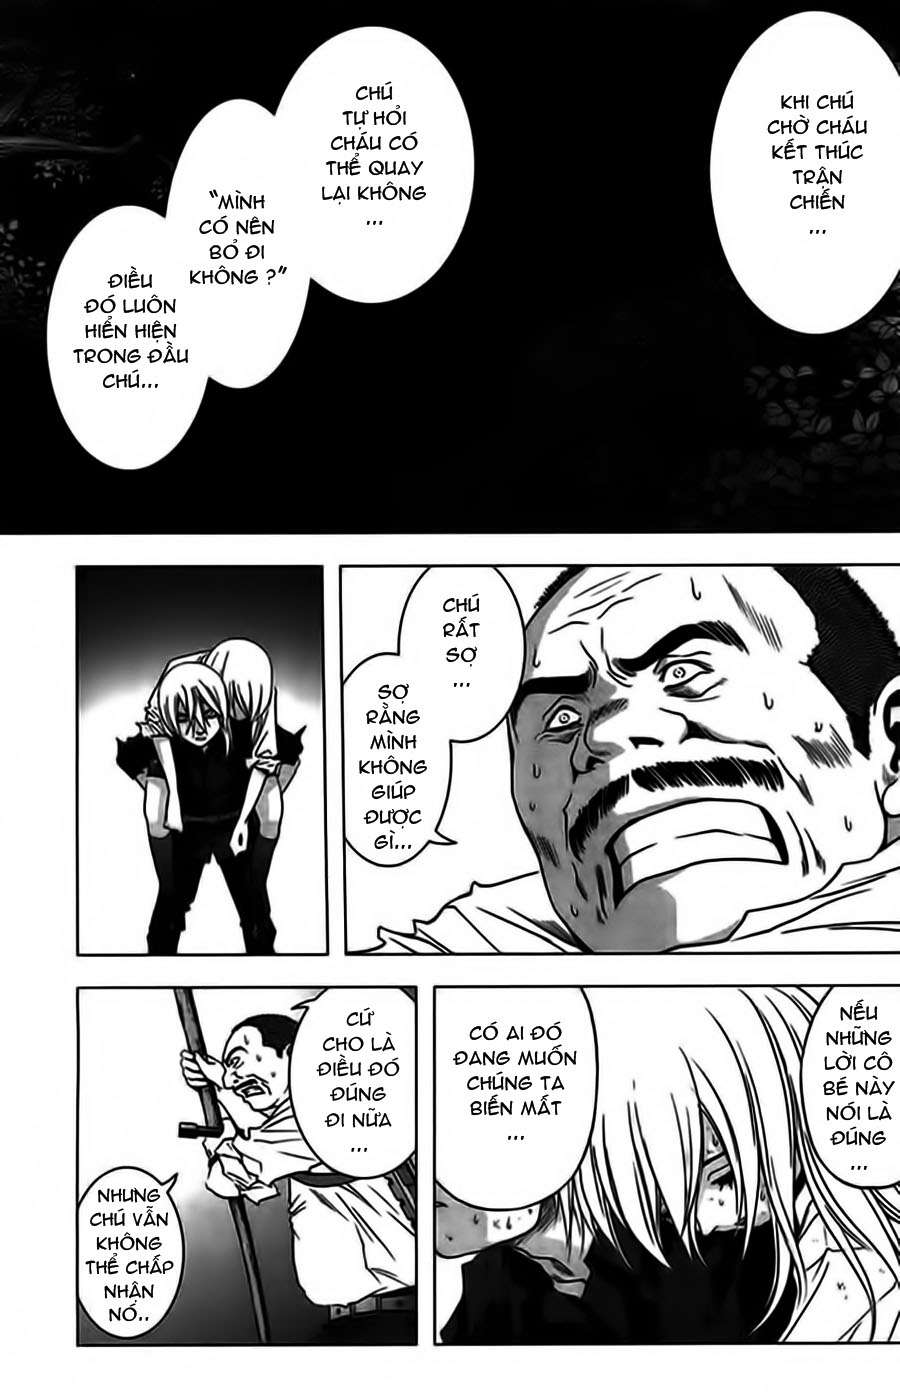 KHI CHÚ
CHỜ CHÁU
KẾT THÚC
TRẬN
CHIẾN
...
CHÚ
TỰ HỎI
CHÁU CÓ
THỂ QUAY
LẠI KHÔNG
...
"MÌNH
CÓ NÊN
BỎ ĐI
KHÔNG ?"
ĐIỀU
ĐÓ LUÔN
HIỂN HIỆN
TRONG ĐẦU
CHÚ...
CHÚ
RẤT
SỢ
...
SỢ
RẰNG
MÌNH
KHÔNG
GIÚP
ĐƯỢC
GÌ...
NẾU
NHỮNG
LỜI CÔ
BÉ NÀY
NÓI LÀ
ĐÚNG
...
CÓ AI ĐÓ
ĐANG MUỐN
CHÚNG TA
BIẾN MẤT
...
CỨ
CHO LÀ
ĐIỀU ĐÓ
ĐÚNG
ĐI NỮA
...
NHƯNG
CHÚ VẪN
KHÔNG
THỂ CHẤP
NHẬN
NÓ..